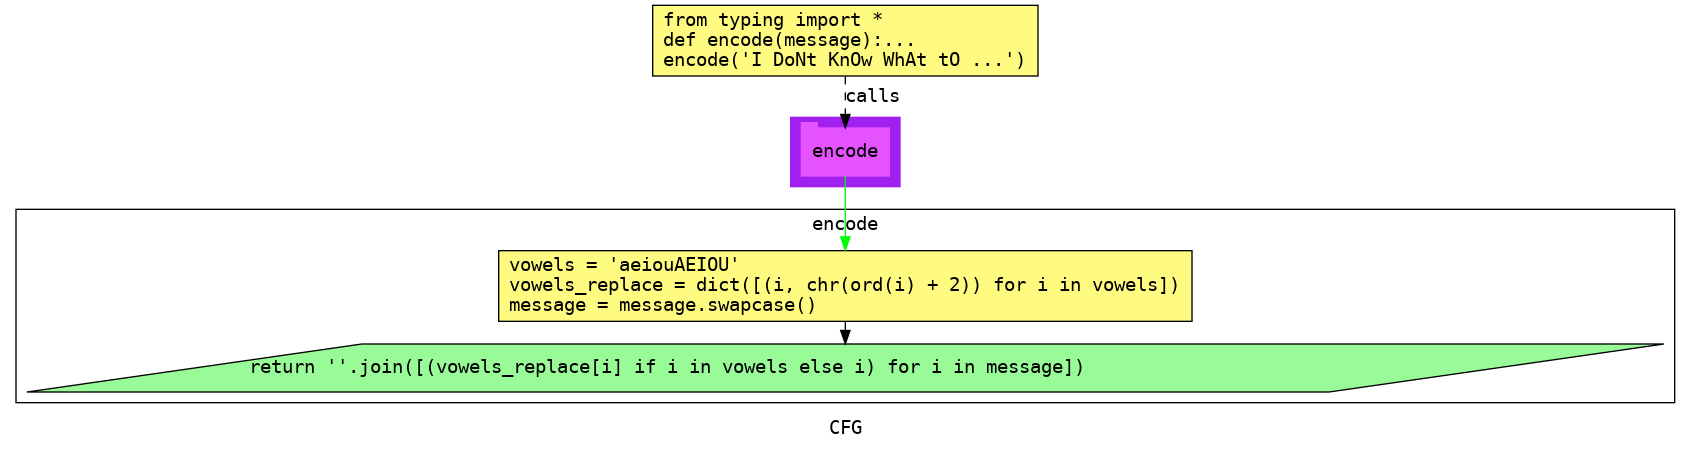 from typing import *
def encode(message):...
encode('I DoNt KnOw WhAt tO ...')
calls
encode
encode
vowels = 'aeiouAEIOU'
vowels_replace = dict([(i, chr(ord(i) + 2)) for i in vowels])
message = message.swapcase()
return ''.join([(vowels_replace[i] if i in vowels else i) for i in message])
CFG